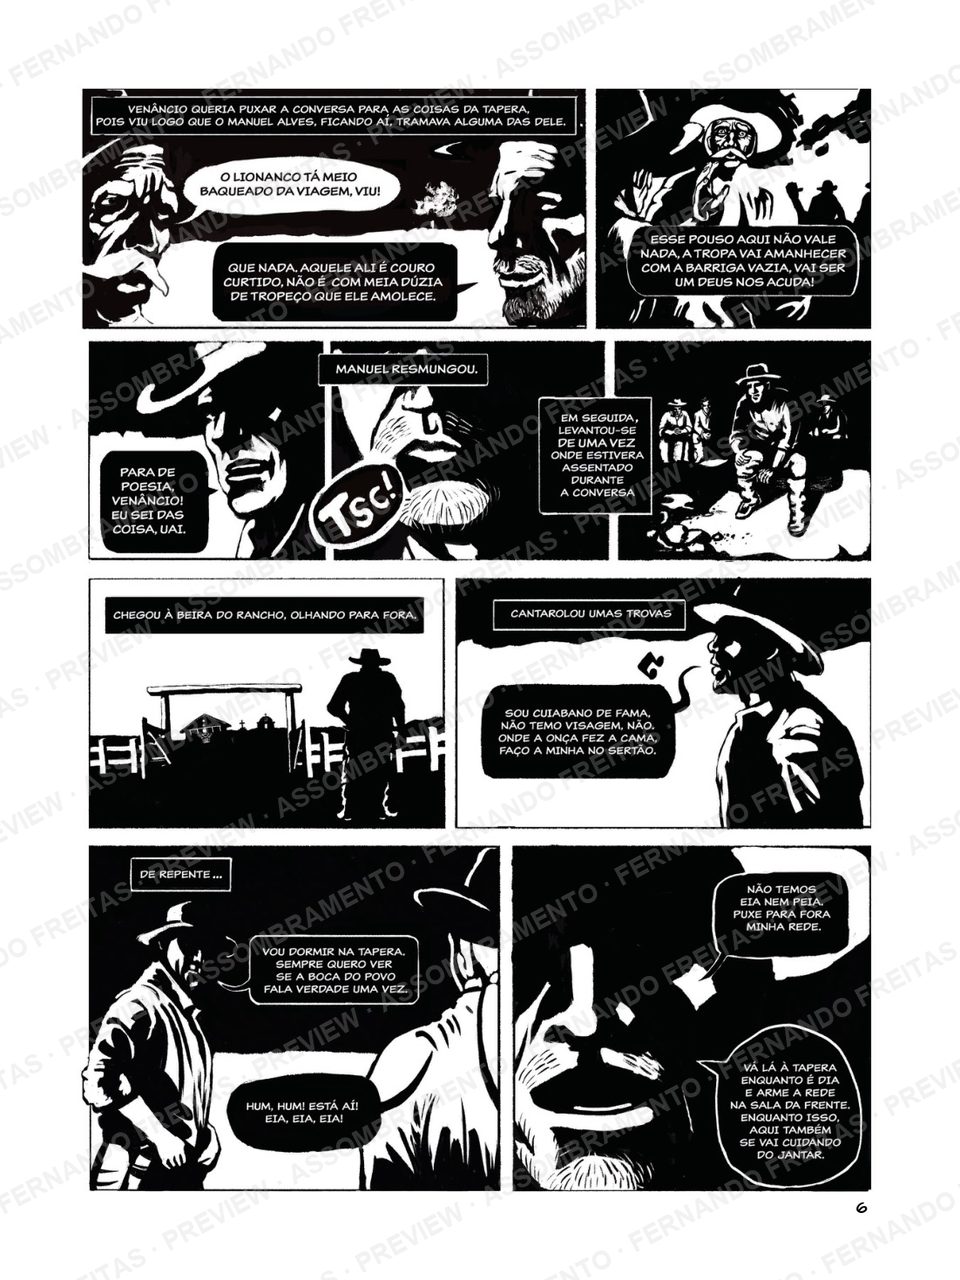 VENÂNCIO QUERIA PUXAR A CONVERSA PARA AS COISAS DA TAPERA,
POIS VIU LOGO QUE O MANUEL ALVES, FICANDO AÍ, TRAMAVA ALGUMA DAS DELE.
O LIONANCO TÁ MEIO
BAQUEADO DA VIAGEM, VIU!
QUE NADA. AQUELE ALI É COURO
CURTIDO, NÃO É COM MEIA DÚZIA
DE TROPEÇO QUE ELE AMOLECE.
ESSE POUSO AQUI NÃO VALE
NADA, A TROPA VAI AMANHECER
COM A BARRIGA VAZIA, VAI SER
UM DEUS NOS ACUDA!
PARA DE
POESIA,
VENÂNCIO!
EU SEI DAS
COISA, UAI.
MANUEL RESMUNGOU.
TSC!
EM SEGUIDA,
LEVANTOU-SE
DE UMA VEZ
ONDE ESTIVERA
ASSENTADO
DURANTE
A CONVERSA
CHEGOU À BEIRA DO RANCHO, OLHANDO PARA FORA.
CANTAROLOU UMAS TROVAS
SOU CUIABANO DE FAMA,
NÃO TEMO VISAGEM, NÃO.
ONDE A ONÇA FEZ A CAMA,
FAÇO A MINHA NO SERTÃO.
DE REPENTE...
VOU DORMIR NA TAPERA.
SEMPRE QUERO VER
SE A BOCA DO POVO
FALA VERDADE UMA VEZ.
HUM, HUM! ESTÁ AÍ!
EIA, EIA, EIA!
NÃO TEMOS
EIA NEM PEIA.
PUXE PARA FORA
MINHA REDE.
VÁ LÁ À TAPERA
ENQUANTO É DIA
E ARME A REDE
NA SALA DA FRENTE.
ENQUANTO ISSO,
AQUI TAMBÉM
SE VAI CUIDANDO
DO JANTAR.
6
FERNANDO FREITAS · PREVIEW · ASSOMBRAMENTO · FERNANDO FREITAS · PREVIEW · ASSOMBRAMENTO